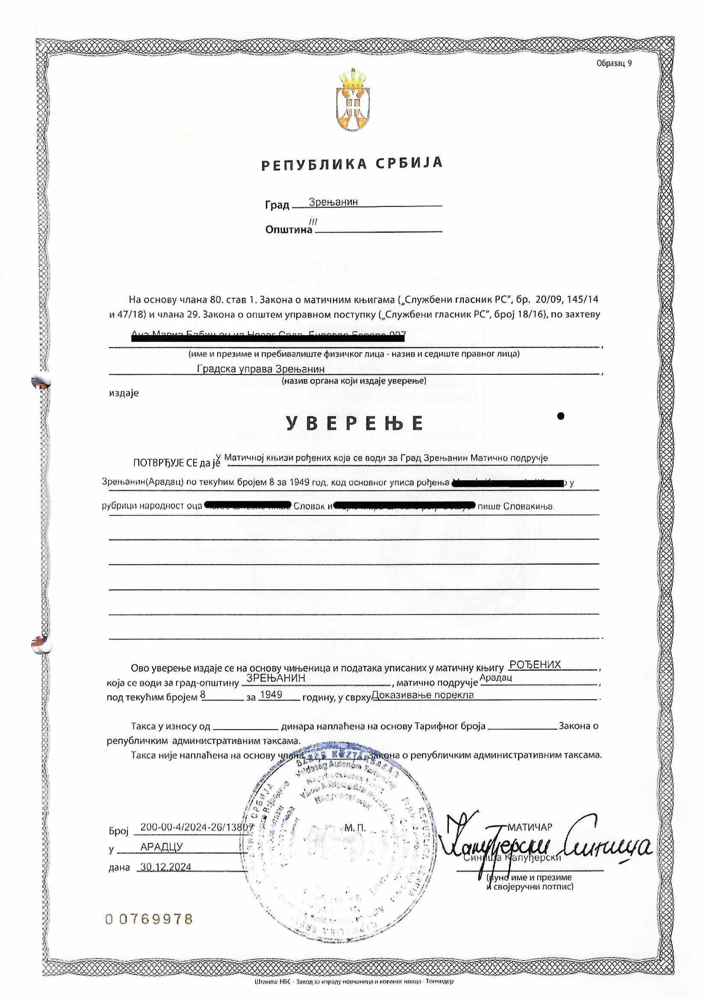 Образац 9
РЕПУБЛИКА СРБИЈА
Град Зрењанин
///
Општина
На основу члана 80. став 1. Закона о матичним књигама („Службени гласник РС“, бр. 20/09, 145/14
и 47/18) и члана 29. Закона о општем управном поступку („Службени гласник РС“, број 18/16), по захтеву
,
(име и презиме и пребивалиште физичког лица - назив и седиште правног лица)
Градска управа Зрењанин ,
(назив органа који издаје уверење)
издаје
УВЕРЕЊЕ
ПОТВРЂУЈЕ СЕ да је У Матичној књизи рођених која се води за Град Зрењанин Матично подручје
Зрењанин(Арадац) по текућим бројем 8 за 1949 год. код основног уписа рођења у
рубрици народност оца Словак и пише Словакиња
.
Ово уверење издаје се на основу чињеница и података уписаних у матичну књигу РОЂЕНИХ ,
која се води за град-општину ЗРЕЊАНИН , матично подручје Арадац ,
под текућим бројем 8 за 1949 годину, у сврху Доказивање порекла .
Такса у износу од динара наплаћена на основу Тарифног броја Закона о
републичким административним таксама.
Такса није наплаћена на основу члана Закона о републичким административним таксама.
Број 200-00-4/2024-26/13807
М. П.
МАТИЧАР
у АРАДЦУ
Калуђерски Синиша
Синиша Калуђерски
дана 30.12.2024
(пуно име и презиме
и својеручни потпис)
0 0769978
Штампа: НБС - Завод за израду новчаница и кованог новца - Топчидер